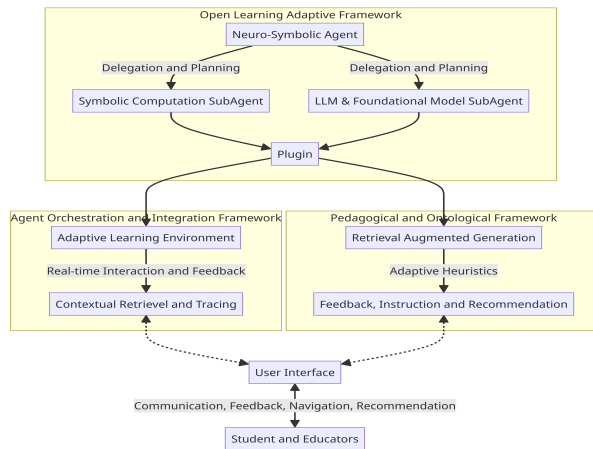 Open Learning Adaptive Framework
Neuro-Symbolic Agent
Delegation and Planning
Delegation and Planning
Symbolic Computation SubAgent
LLM & Foundational Model SubAgent
Plugin
Agent Orchestration and Integration Framework
Pedagogical and Ontological Framework
Adaptive Learning Environment
Retrieval Augmented Generation
Real-time Interaction and Feedback
Adaptive Heuristics
Contextual Retrievel and Tracing
Feedback, Instruction and Recommendation
User Interface
Communication, Feedback, Navigation, Recommendation
Student and Educators